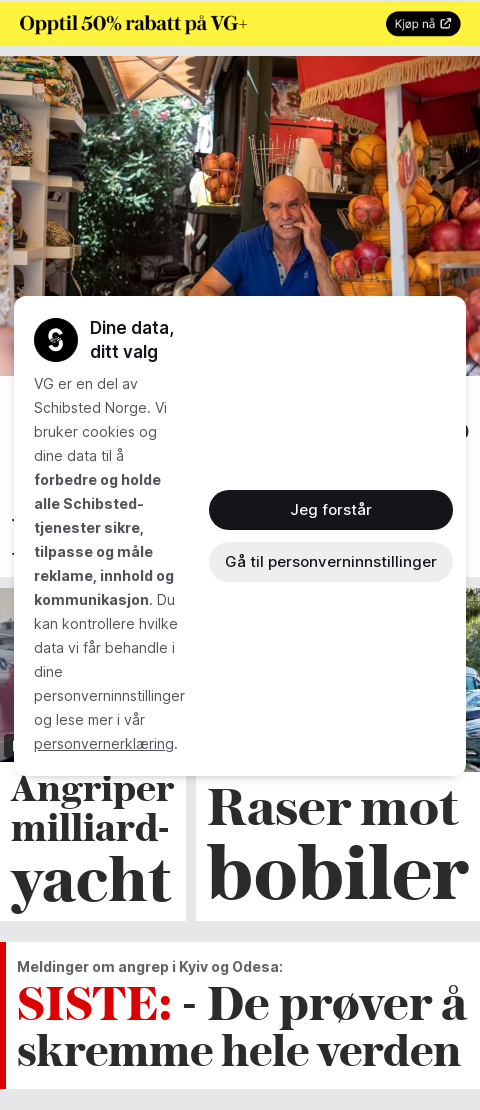 Opptil 50% rabatt på VG+
Kjøp nå
Dine data,
ditt valg
VG er en del av
Schibsted Norge. Vi
bruker cookies og
dine data til å
forbedre og holde
alle Schibsted-
tjenester sikre,
tilpasse og måle
reklame, innhold og
kommunikasjon. Du
kan kontrollere hvilke
data vi får behandle i
dine
personverninnstillinger
og lese mer i vår
personvernerklæring.
Jeg forstår
Gå til personverninnstillinger
Angriper
milliard-
yacht
Raser mot
bobiler
Meldinger om angrep i Kyiv og Odesa:
SISTE: - De prøver å
skremme hele verden